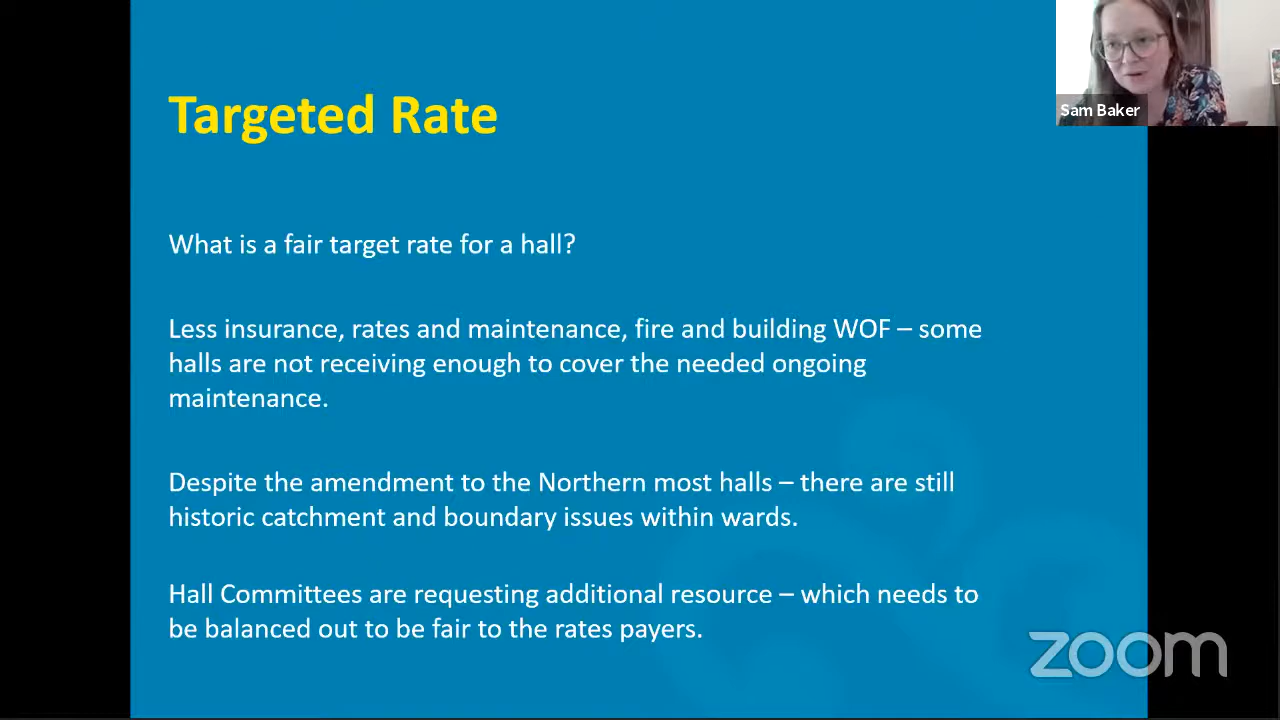 Targeted Rate
Sam Baker
What is a fair target rate for a hall?
Less insurance, rates and maintenance, fire and building WOF – some
halls are not receiving enough to cover the needed ongoing
maintenance.
Despite the amendment to the Northern most halls – there are still
historic catchment and boundary issues within wards.
Hall Committees are requesting additional resource – which needs to
be balanced out to be fair to the rates payers.
zoom